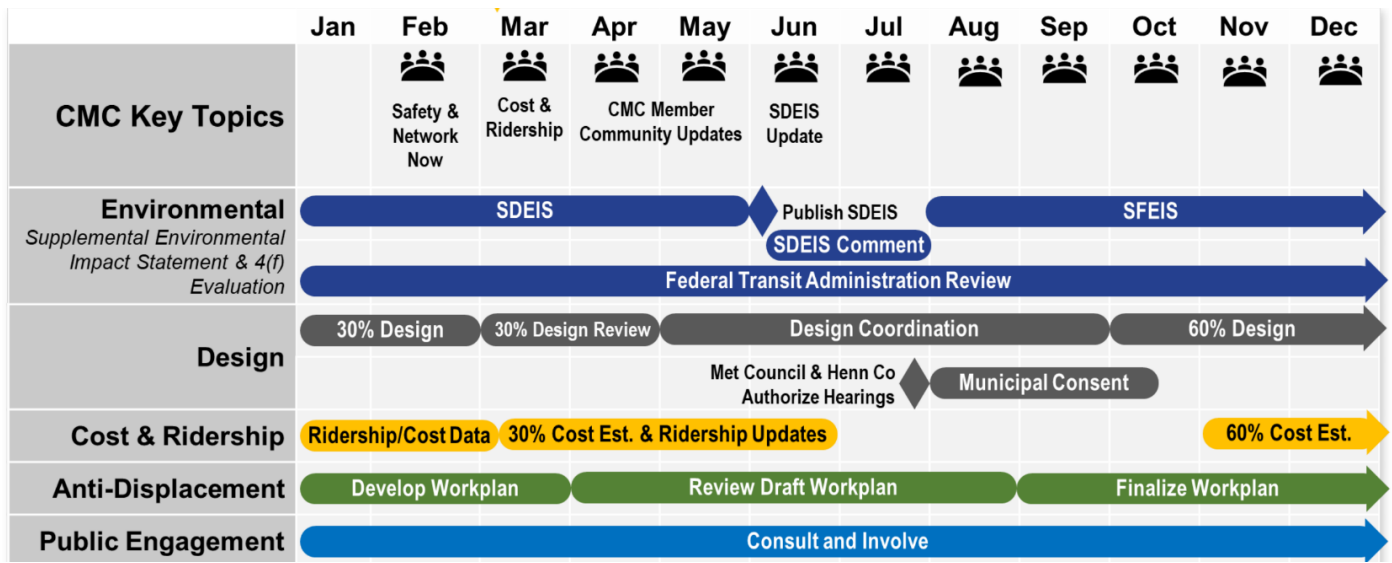 Jan Feb Mar Apr May Jun Jul Aug Sep Oct Nov Dec
CMC Key Topics
Safety &
Network
Now
Cost &
Ridership
CMC Member
Community Updates
SDEIS
Update
Environmental
Supplemental Environmental
Impact Statement & 4(f)
Evaluation
SDEIS
Publish SDEIS
SFEIS
SDEIS Comment
Federal Transit Administration Review
Design
30% Design
30% Design Review
Design Coordination
60% Design
Met Council & Henn Co
Authorize Hearings
Municipal Consent
Cost & Ridership
Ridership/Cost Data
30% Cost Est. & Ridership Updates
60% Cost Est.
Anti-Displacement
Develop Workplan
Review Draft Workplan
Finalize Workplan
Public Engagement
Consult and Involve